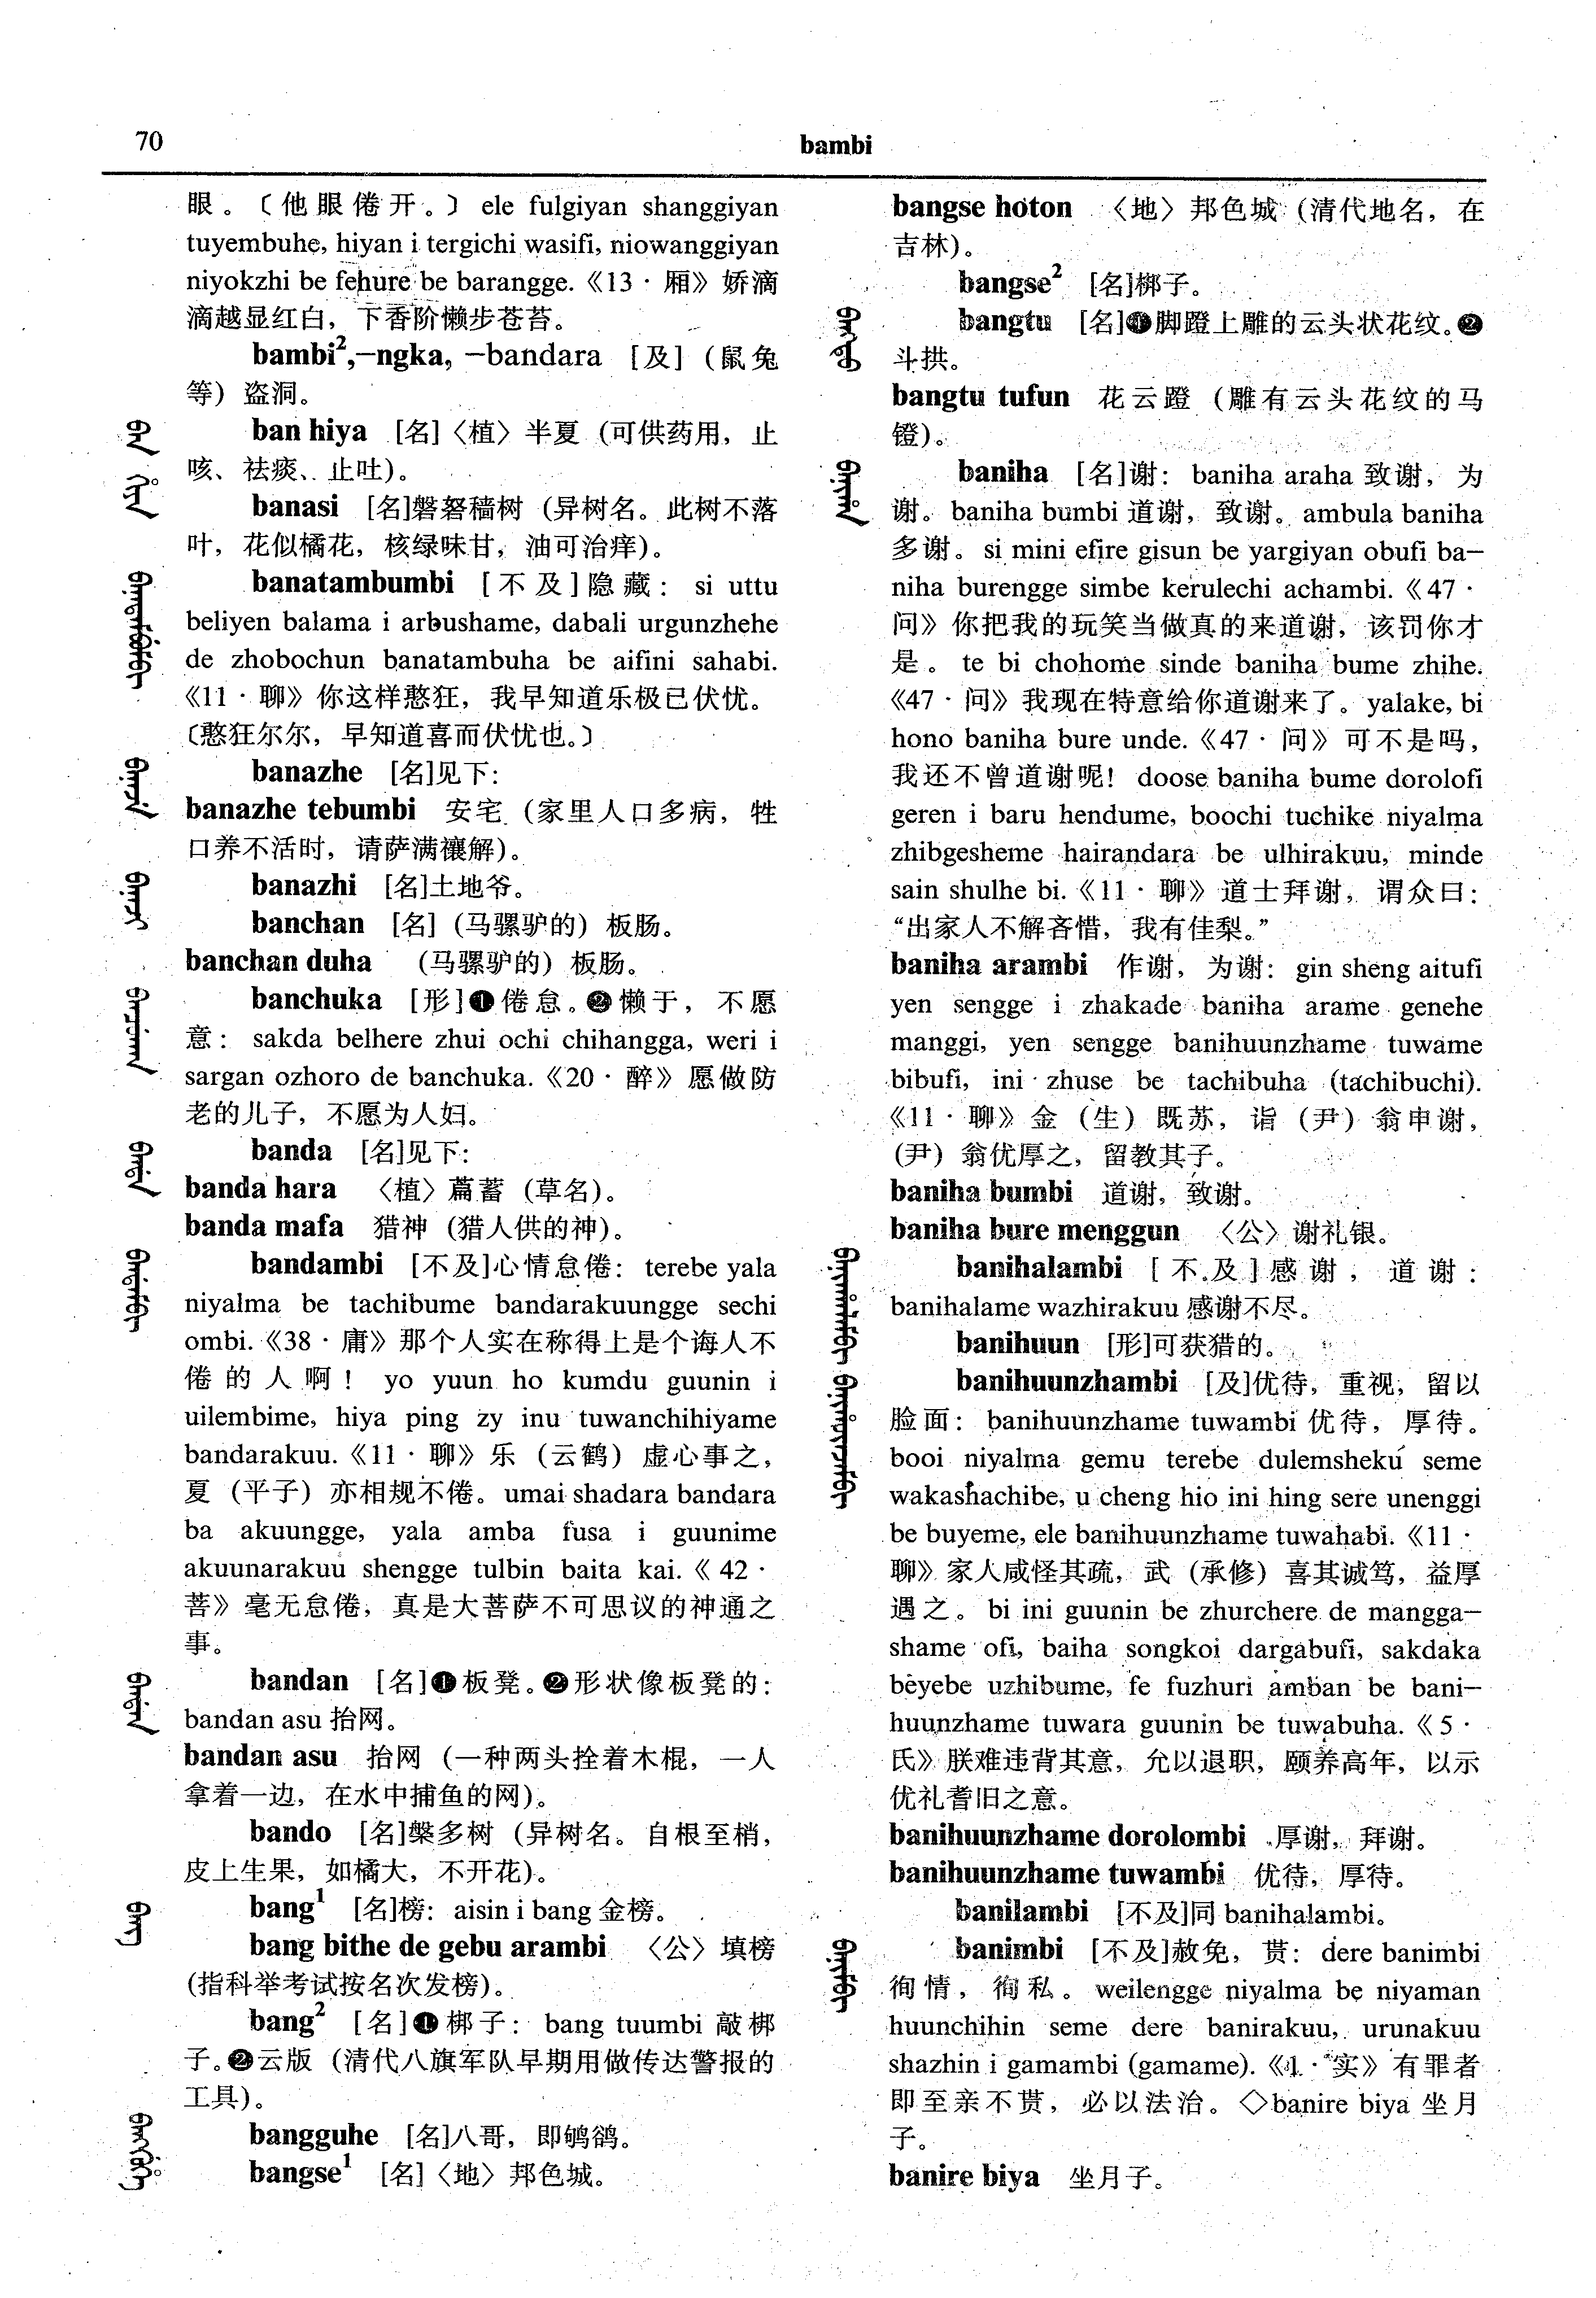 70
bambi
眼。〔他眼倦开。〕 ele fulgiyan shanggiyan
tuyembuhe, hiyan i tergichi wasifi, niowanggiyan
niyokzhi be fehure be barangge.《13·厢》娇滴
滴越显红白，下香阶懒步苍苔。
bambi²,—ngka, —bandara [及]（鼠兔
等）盗洞。
ban hiya [名]〈植〉半夏（可供药用，止
咳、祛痰、止吐）。
banasi [名]磐砮穑树（异树名。此树不落
叶，花似橘花，核绿味甘，油可治痒）。
banatambumbi [不及]隐藏： si uttu
beliyen balama i arbushame, dabali urgunzhehe
de zhobochun banatambuha be aifini sahabi.
《11·聊》你这样憨狂，我早知道乐极已伏忧。
〔憨狂尔尔，早知道喜而伏忧也。〕
banazhe [名]见下：
banazhe tebumbi 安宅（家里人口多病，牲
口养不活时，请萨满禳解）。
banazhi [名]土地爷。
banchan [名]（马骡驴的）板肠。
banchan duha （马骡驴的）板肠。
banchuka [形]❶倦怠。❷懒于，不愿
意： sakda belhere zhui ochi chihangga, weri i
sargan ozhoro de banchuka.《20·醉》愿做防
老的儿子，不愿为人妇。
banda [名]见下：
banda hara 〈植〉萹蓄（草名）。
banda mafa 猎神（猎人供的神）。
bandambi [不及]心情怠倦： terebe yala
niyalma be tachibume bandarakuungge sechi
ombi.《38·庸》那个人实在称得上是个诲人不
倦的人啊！ yo yuun ho kumdu guunin i
uilembime, hiya ping zy inu tuwanchihiyame
bandarakuu.《11·聊》乐（云鹤）虚心事之，
夏（平子）亦相规不倦。umai shadara bandara
ba akuungge, yala amba fusa i guunime
akuunarakuu shengge tulbin baita kai.《42·
菩》毫无怠倦，真是大菩萨不可思议的神通之
事。
bandan [名]❶板凳。❷形状像板凳的：
bandan asu 抬网。
bandan asu 抬网（一种两头拴着木棍，一人
拿着一边，在水中捕鱼的网）。
bando [名]槃多树（异树名。自根至梢，
皮上生果，如橘大，不开花）。
bang¹ [名]榜： aisin i bang 金榜。
bang bithe de gebu arambi 〈公〉填榜
（指科举考试按名次发榜）。
bang² [名]❶梆子： bang tuumbi 敲梆
子。❷云版（清代八旗军队早期用做传达警报的
工具）。
bangguhe [名]八哥，即鸲鹆。
bangse¹ [名]〈地〉邦色城。
bangse hoton 〈地〉邦色城（清代地名，在
吉林）。
bangse² [名]梆子。
bangtu [名]❶脚蹬上雕的云头状花纹。❷
斗拱。
bangtu tufun 花云蹬（雕有云头花纹的马
镫）。
baniha [名]谢： baniha araha 致谢，为
谢。baniha bumbi 道谢，致谢。ambula baniha
多谢。si mini efire gisun be yargiyan obufi ba—
niha burengge simbe kerulechi achambi.《47·
问》你把我的玩笑当做真的来道谢，该罚你才
是。 te bi chohome sinde baniha bume zhihe.
《47·问》我现在特意给你道谢来了。yalake, bi
hono baniha bure unde.《47·问》可不是吗，
我还不曾道谢呢！ doose baniha bume dorolofi
geren i baru hendume, boochi tuchike niyalma
zhibgesheme hairandara be ulhirakuu, minde
sain shulhe bi.《11·聊》道士拜谢，谓众曰：
“出家人不解吝惜，我有佳梨。”
baniha arambi 作谢，为谢： gin sheng aitufi
yen sengge i zhakade baniha arame genehe
manggi, yen sengge banihuunzhame tuwame
bibufi, ini zhuse be tachibuha (tachibuchi).
《11·聊》金（生）既苏，诣（尹）翁申谢，
（尹）翁优厚之，留教其子。
baniha bumbi 道谢，致谢。
baniha bure menggun 〈公〉谢礼银。
banihalambi [不及]感谢，道谢：
banihalame wazhirakuu 感谢不尽。
banihuun [形]可获猎的。
banihuunzhambi [及]优待，重视，留以
脸面： banihuunzhame tuwambi 优待，厚待。
booi niyalma gemu terebe dulemsheku seme
wakashachibe, u cheng hio ini hing sere unenggi
be buyeme, ele banihuunzhame tuwahabi.《11·
聊》家人咸怪其疏，武（承修）喜其诚笃，益厚
遇之。 bi ini guunin be zhurchere de mangga—
shame ofi, baiha songkoi dargabufi, sakdaka
beyebe uzhibume, fe fuzhuri amban be bani—
huunzhame tuwara guunin be tuwabuha.《5·
氏》朕难违背其意，允以退职，颐养高年，以示
优礼耆旧之意。
banihuunzhame dorolombi 厚谢，拜谢。
banihuunzhame tuwambi 优待，厚待。
banilambi [不及]同 banihalambi。
banimbi [不及]赦免，贳： dere banimbi
徇情，徇私。weilengge niyalma be niyaman
huunchihin seme dere banirakuu, urunakuu
shazhin i gamambi (gamame).《1·实》有罪者
即至亲不贳，必以法治。◇banire biya 坐月
子。
banire biya 坐月子。